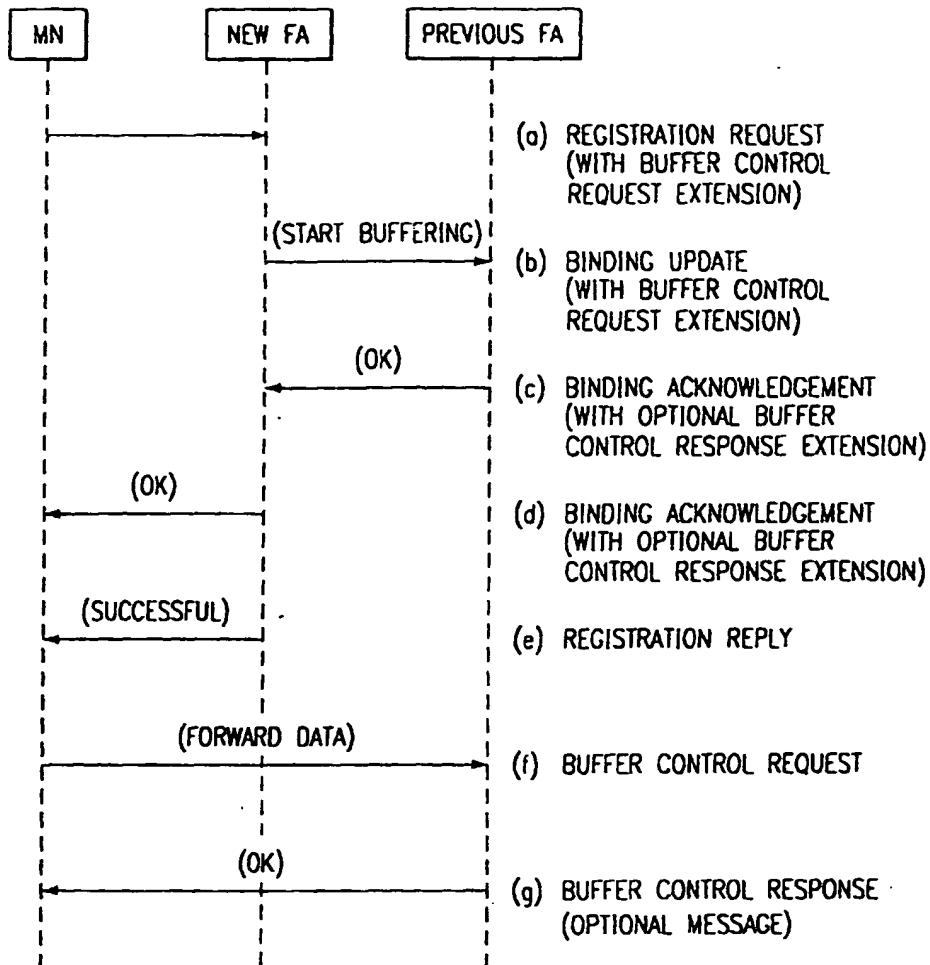 MN
NEW FA
PREVIOUS FA
(a) REGISTRATION REQUEST
(WITH BUFFER CONTROL
REQUEST EXTENSION)
(START BUFFERING)
(b) BINDING UPDATE
(WITH BUFFER CONTROL
REQUEST EXTENSION)
(OK)
(c) BINDING ACKNOWLEDGEMENT
(WITH OPTIONAL BUFFER
CONTROL RESPONSE EXTENSION)
(OK)
(d) BINDING ACKNOWLEDGEMENT
(WITH OPTIONAL BUFFER
CONTROL RESPONSE EXTENSION)
(SUCCESSFUL)
(e) REGISTRATION REPLY
(FORWARD DATA)
(f) BUFFER CONTROL REQUEST
(OK)
(g) BUFFER CONTROL RESPONSE
(OPTIONAL MESSAGE)